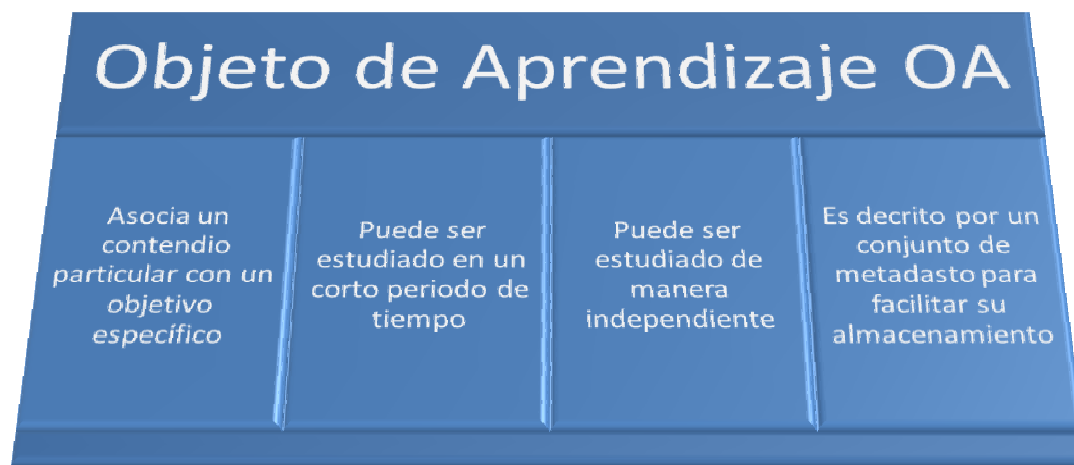 Objeto de Aprendizaje OA
Asocia un
contendio
particular con un
objetivo
específico
Puede ser
estudiado en un
corto periodo de
tiempo
Puede ser
estudiado de
manera
independiente
Es decrito por un
conjunto de
metadasto para
facilitar su
almacenamiento